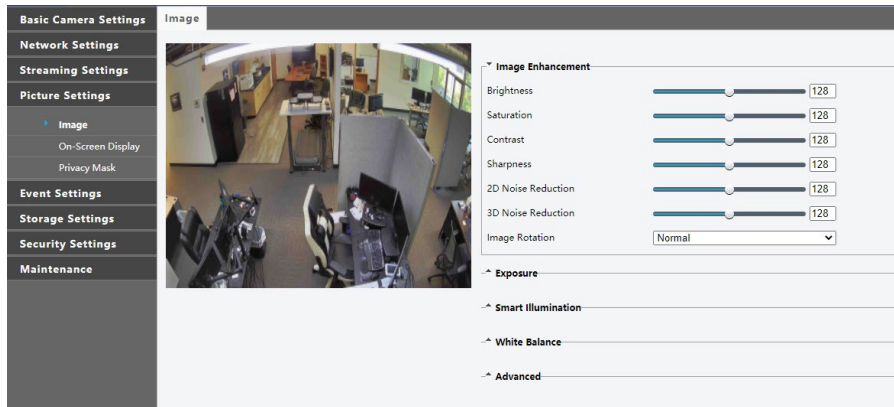 Basic Camera Settings
Image
Network Settings
Streaming Settings
Picture Settings
Image
On-Screen Display
Privacy Mask
Event Settings
Storage Settings
Security Settings
Maintenance
Image Enhancement
Brightness 128
Saturation 128
Contrast 128
Sharpness 128
2D Noise Reduction 128
3D Noise Reduction 128
Image Rotation Normal
Exposure
Smart Illumination
White Balance
Advanced